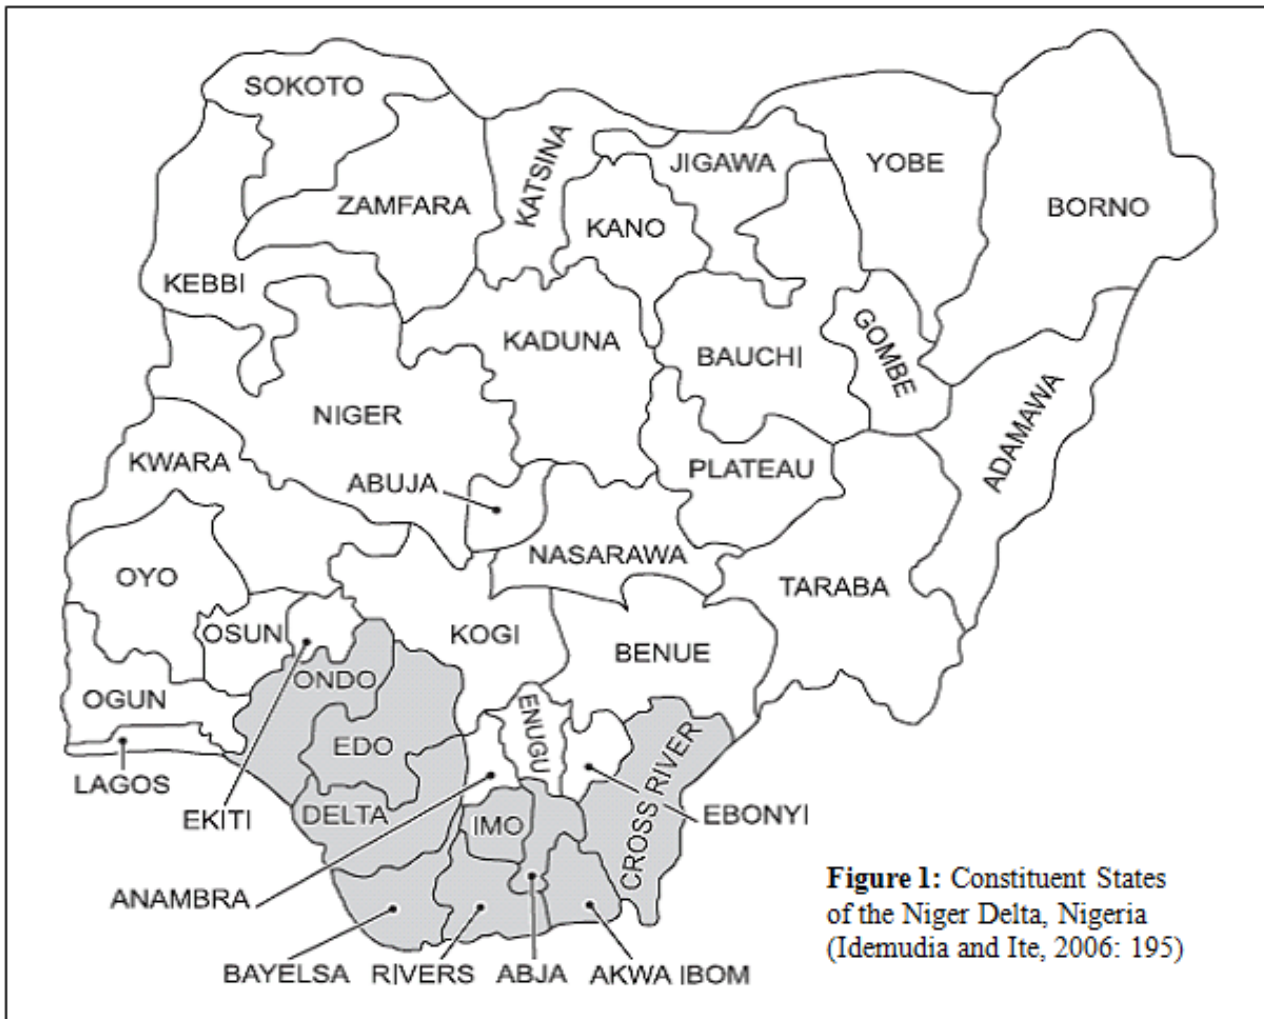 SOKOTO
KATSINA
JIGAWA
YOBE
BORNO
ZAMFARA
KANO
KEBBI
KADUNA
BAUCHI
GOMBE
NIGER
ADAMAWA
KWARA
PLATEAU
ABUJA
NASARAWA
OYO
TARABA
OSUN
KOGI
BENUE
ONDO
OGUN
ENUGU
EDO
CROSS RIVER
LAGOS
DELTA
IMO
EKITI
EBONYI
ANAMBRA
BAYELSA
RIVERS
ABJA
AKWA IBOM
Figure 1: Constituent States
of the Niger Delta, Nigeria
(Idemudia and Ite, 2006: 195)